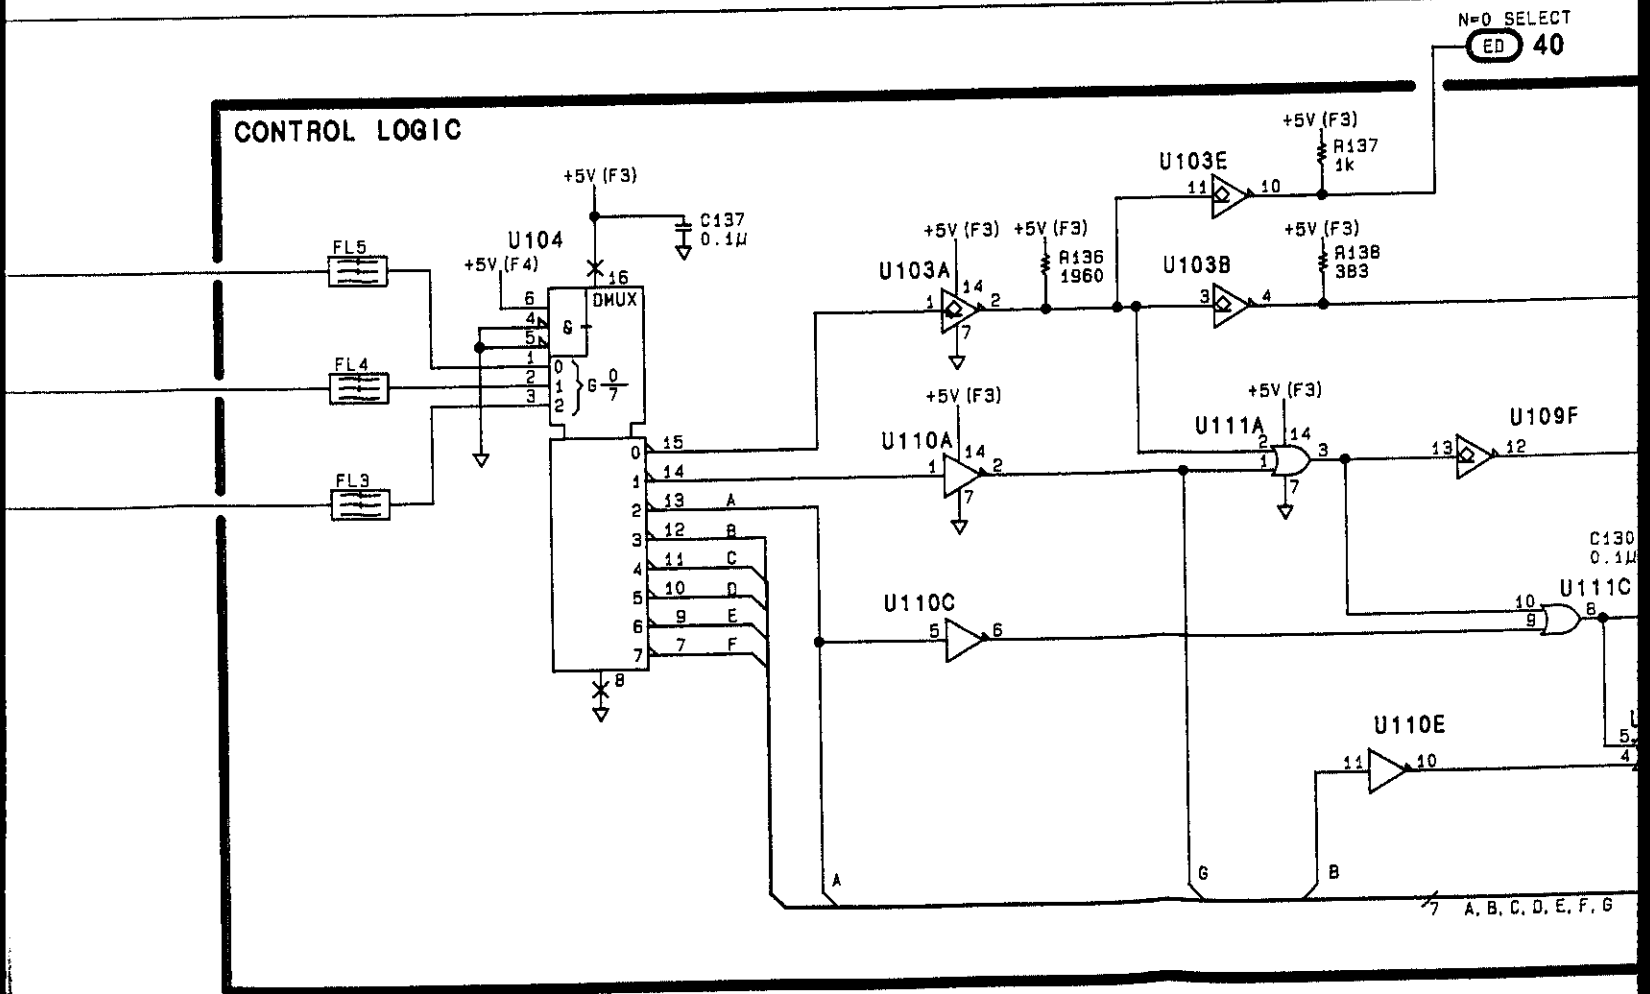 N=0 SELECT
ED 40
CONTROL LOGIC
+5V (F3)
C137
0.1µ
U104
+5V (F4)
16
DMUX
6
4
5
&
1
2
3
0
1
2
G 0/7
FL5
FL4
FL3
0 15
1 14
2 13 A
3 12 B
4 11 C
5 10 D
6 9 E
7 7 F
8
+5V (F3)
U103A
14
1 2
7
+5V (F3)
R136
1960
U103E
11 10
+5V (F3)
R137
1k
U103B
3 4
+5V (F3)
R138
383
+5V (F3)
U110A
14
1 2
7
+5V (F3)
U111A
2 14
1 3
7
U109F
13 12
C130
0.1µ
U111C
10
9 8
U110C
5 6
U110E
11 10
5
4
A
G
B
7 A, B, C, D, E, F, G